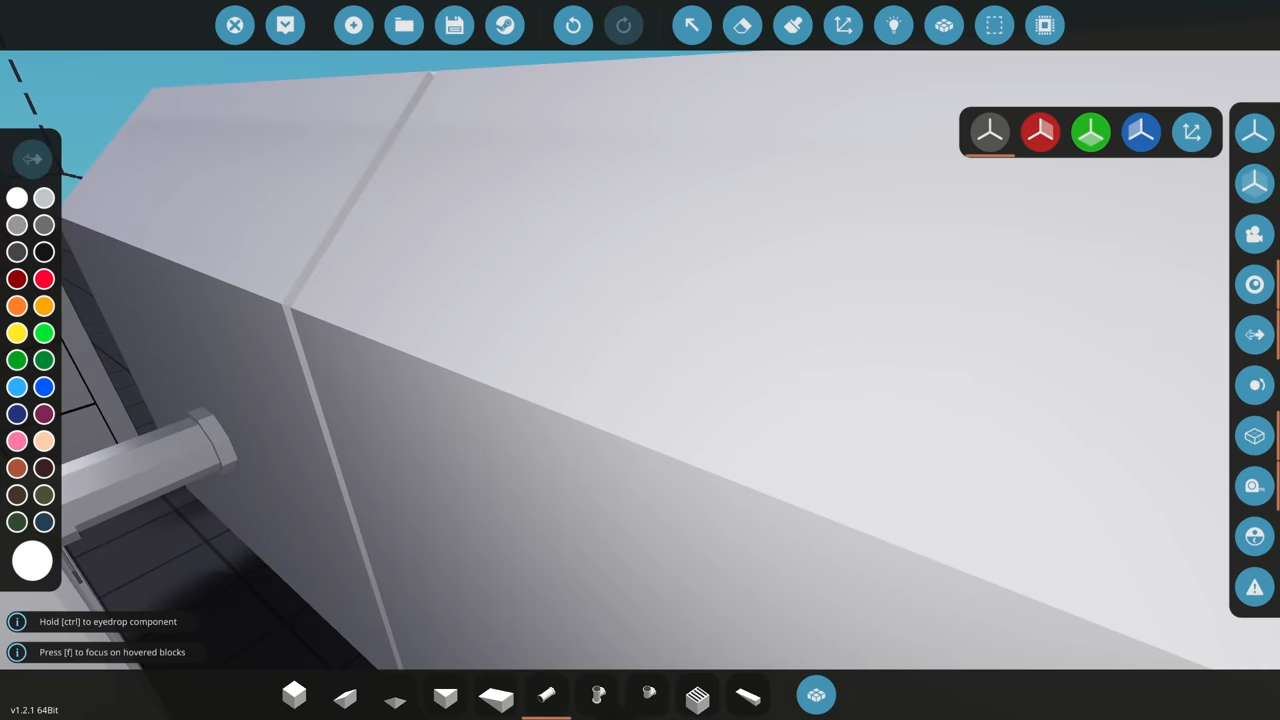 Hold [ctrl] to eyedrop component
Press [f] to focus on hovered blocks
v1.2.1 64Bit